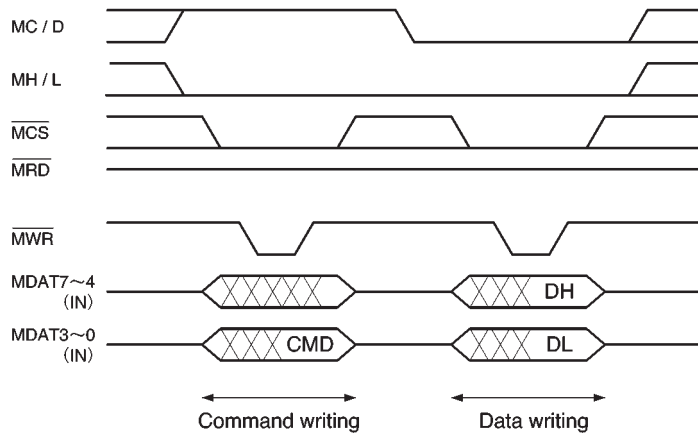 MC / D
MH / L
MCS
MRD
MWR
MDAT7～4
(IN)
DH
MDAT3～0
(IN)
CMD
DL
Command writing
Data writing